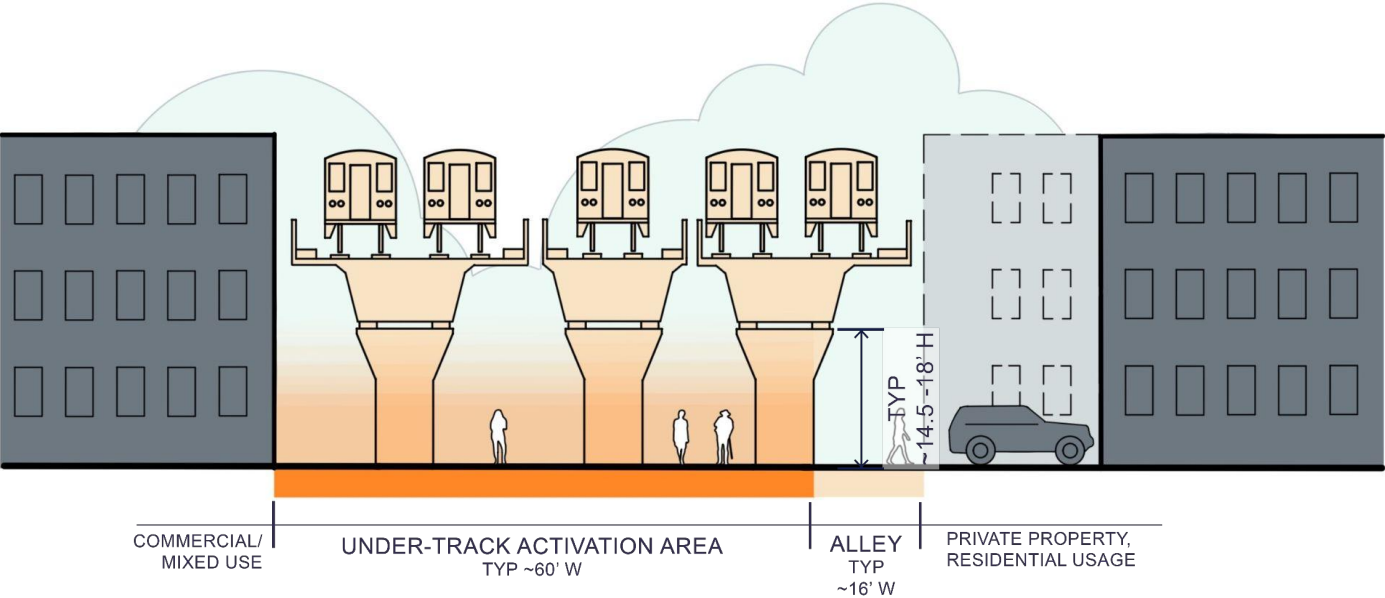 TYP
~14.5 -18' H
COMMERCIAL/
MIXED USE
UNDER-TRACK ACTIVATION AREA
TYP ~60' W
ALLEY
TYP
~16' W
PRIVATE PROPERTY,
RESIDENTIAL USAGE